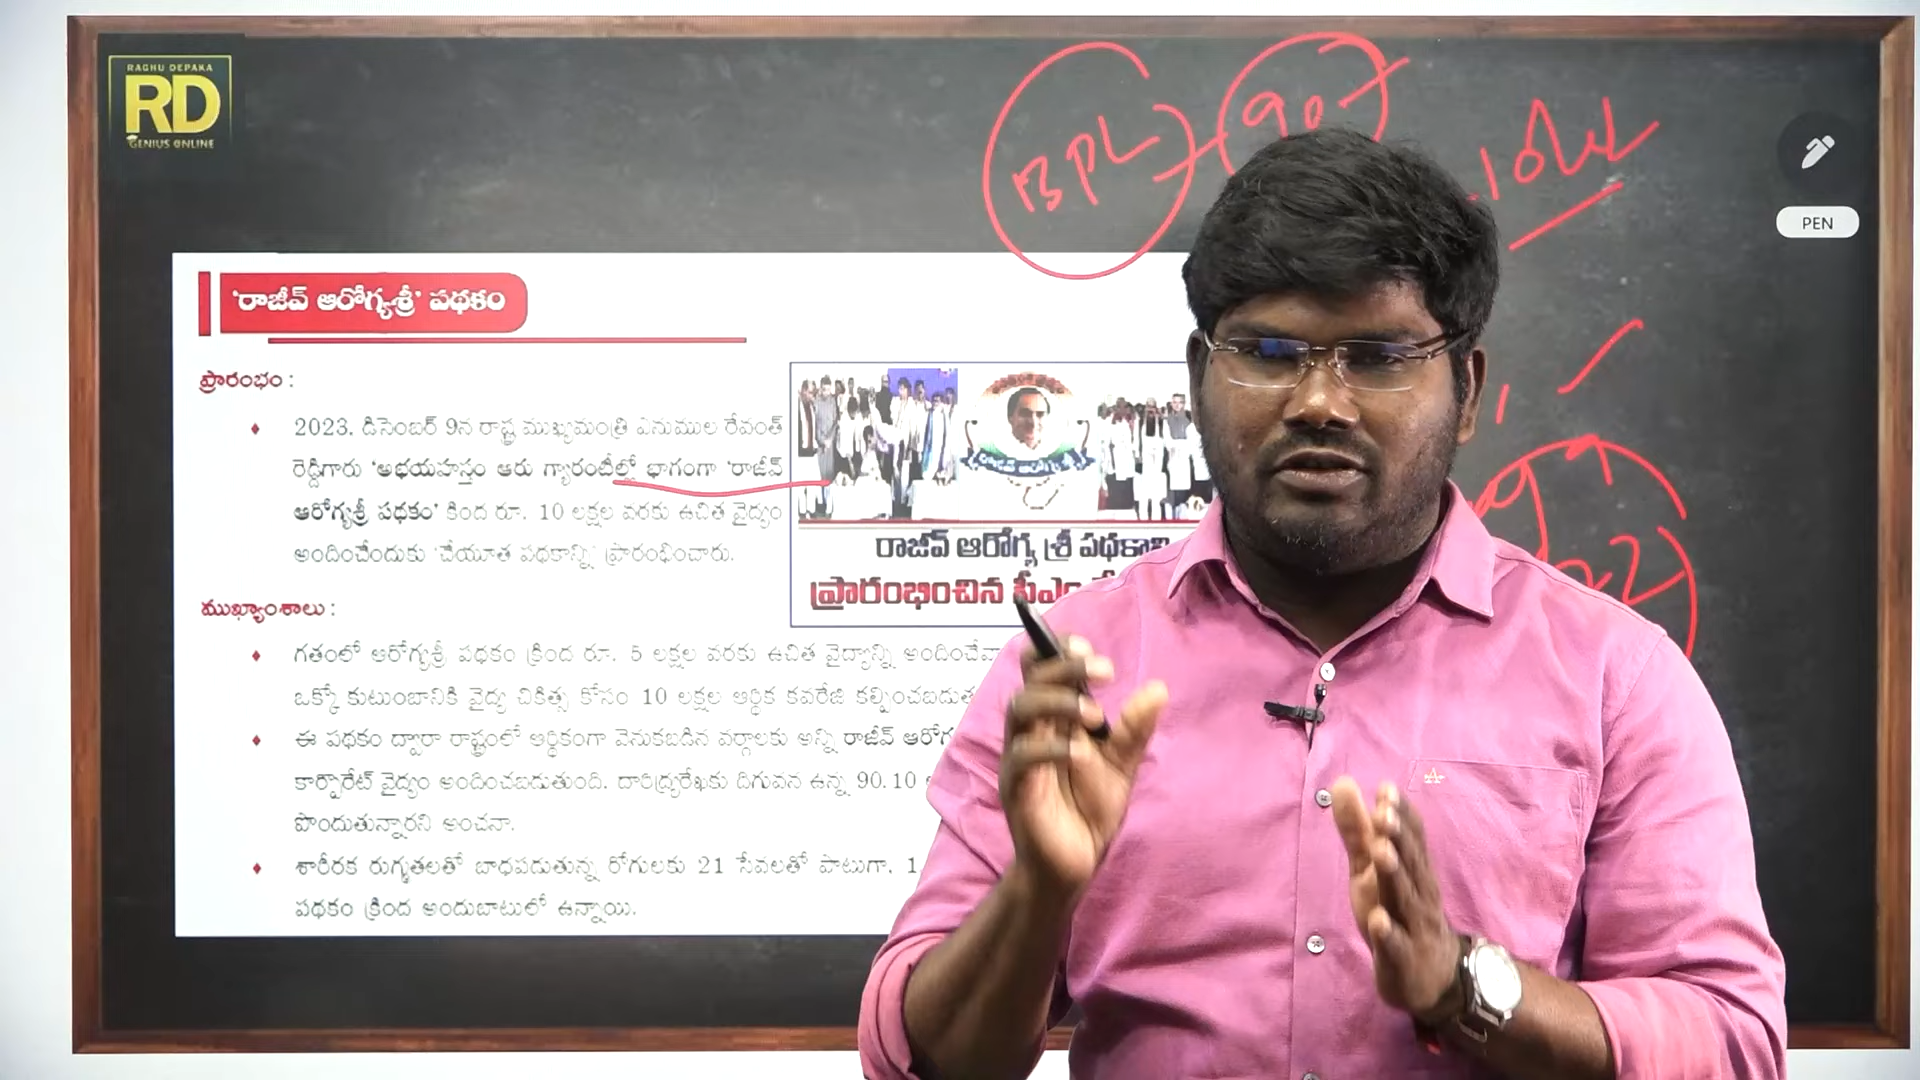 RAGHU DEPAKA
RD
GENIUS ONLINE
BPL
90
PEN
'రాజీవ్ ఆరోగ్యశ్రీ' పథకం
ప్రారంభం :
2023, డిసెంబర్ 9న రాష్ట్ర ముఖ్యమంత్రి ఎనుముల రేవంత్
రెడ్డిగారు 'అభయహస్తం ఆరు గ్యారంటీల్లో భాగంగా 'రాజీవ్
ఆరోగ్యశ్రీ పథకం' కింద రూ. 10 లక్షల వరకు ఉచిత వైద్యం
అందించేందుకు 'చేయూత పథకాన్ని' ప్రారంభించారు.
రాజీవ్ ఆరోగ్య శ్రీ పథకాని
ప్రారంభించిన సీఎం
ముఖ్యాంశాలు :
గతంలో ఆరోగ్యశ్రీ పథకం క్రింద రూ. 5 లక్షల వరకు ఉచిత వైద్యాన్ని అందించేవా
ఒక్కో కుటుంబానికి వైద్య చికిత్స కోసం 10 లక్షల ఆర్థిక కవరేజి కల్పించబడుత
ఈ పథకం ద్వారా రాష్ట్రంలో ఆర్థికంగా వెనుకబడిన వర్గాలకు అన్ని రాజీవ్ ఆరోగ
కార్పొరేట్ వైద్యం అందించబడుతుంది. దారిద్ర్యరేఖకు దిగువన ఉన్న 90.10
పొందుతున్నారని అంచనా.
శారీరక రుగ్మతలతో బాధపడుతున్న రోగులకు 21 సేవలతో పాటుగా, 1,
పథకం క్రింద అందుబాటులో ఉన్నాయి.